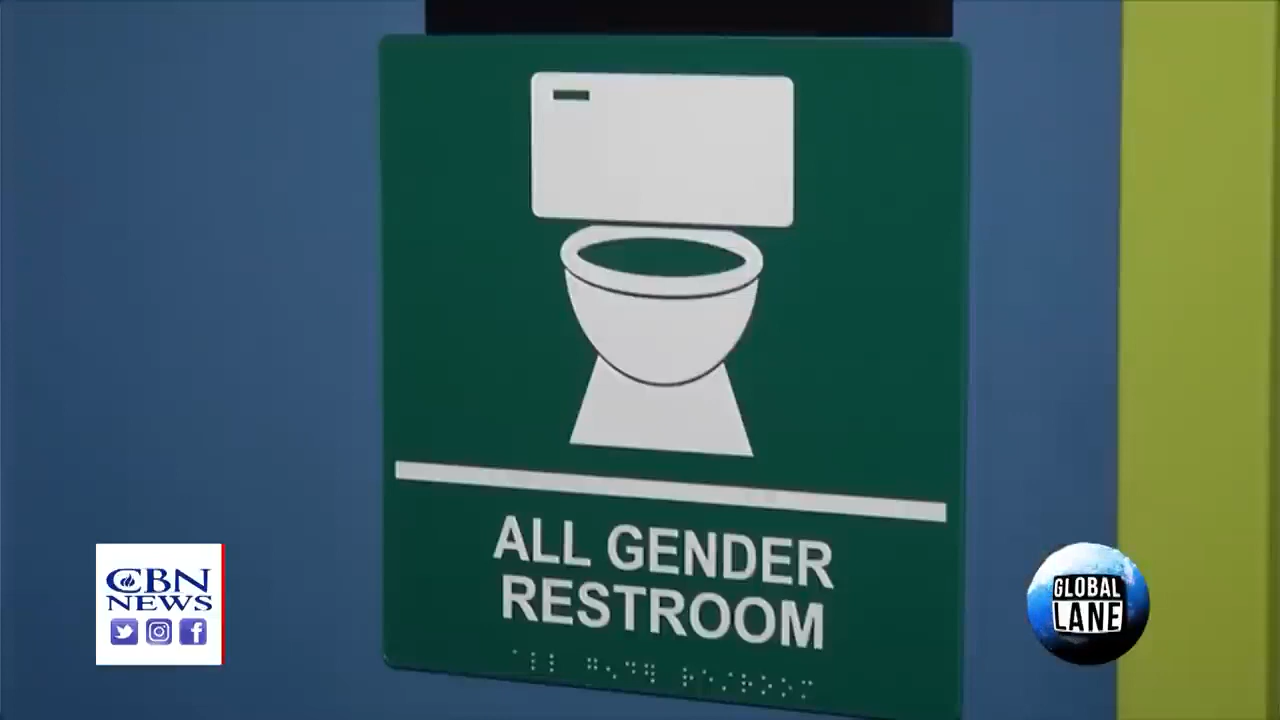 ALL GENDER
RESTROOM
CBN
NEWS
GLOBAL
LANE